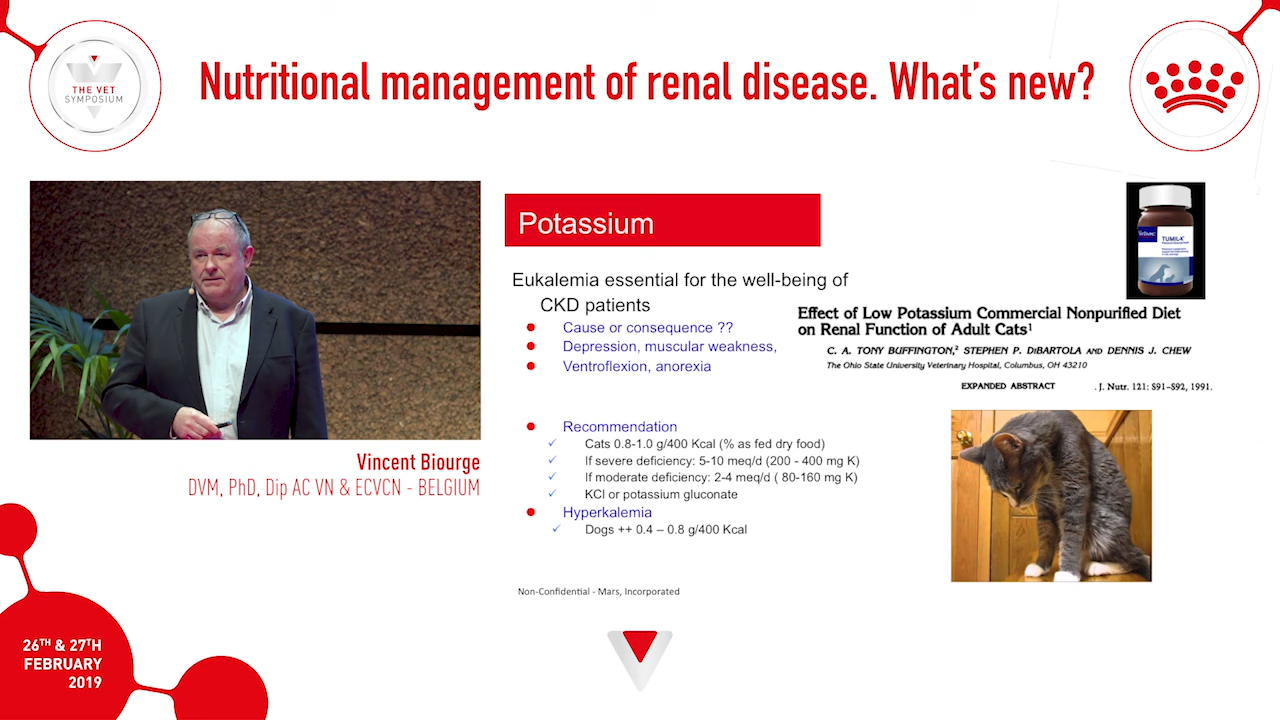 THE VET
SYMPOSIUM
Nutritional management of renal disease. What's new?
Vincent Biourge
DVM, PhD, Dip AC VN & ECVCN - BELGIUM
Potassium
Eukalemia essential for the well-being of
CKD patients
Cause or consequence ??
Depression, muscular weakness,
Ventroflexion, anorexia
Recommendation
Cats 0.8-1.0 g/400 Kcal (% as fed dry food)
If severe deficiency: 5-10 meq/d (200 - 400 mg K)
If moderate deficiency: 2-4 meq/d ( 80-160 mg K)
KCl or potassium gluconate
Hyperkalemia
Dogs ++ 0.4 – 0.8 g/400 Kcal
Non-Confidential - Mars, Incorporated
Virbac
TUMIL-K
Effect of Low Potassium Commercial Nonpurified Diet
on Renal Function of Adult Cats¹
C. A. TONY BUFFINGTON,² STEPHEN P. DiBARTOLA AND DENNIS J. CHEW
The Ohio State University Veterinary Hospital, Columbus, OH 43210
EXPANDED ABSTRACT . J. Nutr. 121: S91–S92, 1991.
26TH & 27TH
FEBRUARY
2019